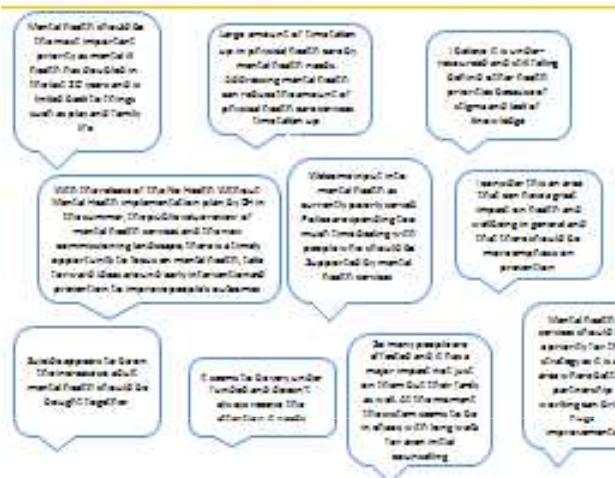 Mental health should be
the most important
priority as mental ill
health has doubled in
the last 20 years and is
linked back to things
such as play and family
life
Large amount of time taken
up in physical health care by
mental health needs.
Addressing mental health
can reduce the amount of
physical health care services
time taken up
I believe it is under-
resourced and still falling
behind other health
priorities because of
stigma and lack of
knowledge
With the release of the No Health Without
Mental Health implementation plan by DH in
the summer, the public value review of
mental health services and the new
commissioning landscape, there is a timely
opportunity to focus on mental health, take
forward ideas around early intervention and
prevention to improve people's outcomes
Welcome input into
mental health as
currently poorly served.
Police are spending too
much time dealing with
people who should be
supported by mental
health services
I consider this an area
that can have a great
impact on health and
wellbeing in general and
that there should be
more emphasis on
prevention
Suicide appears to be on
the increase so adult
mental health should be
bought together
It seems to be very under
funded and doesn't
always receive the
attention it needs
So many people are
affected and it has a
major impact not just
on them but their family
as well. At the moment
the system seems to be
in chaos with long waits
for even initial
counselling
Mental health
services should
a priority for th
strategy as it is a
area where
partnership
working can
huge
improvement